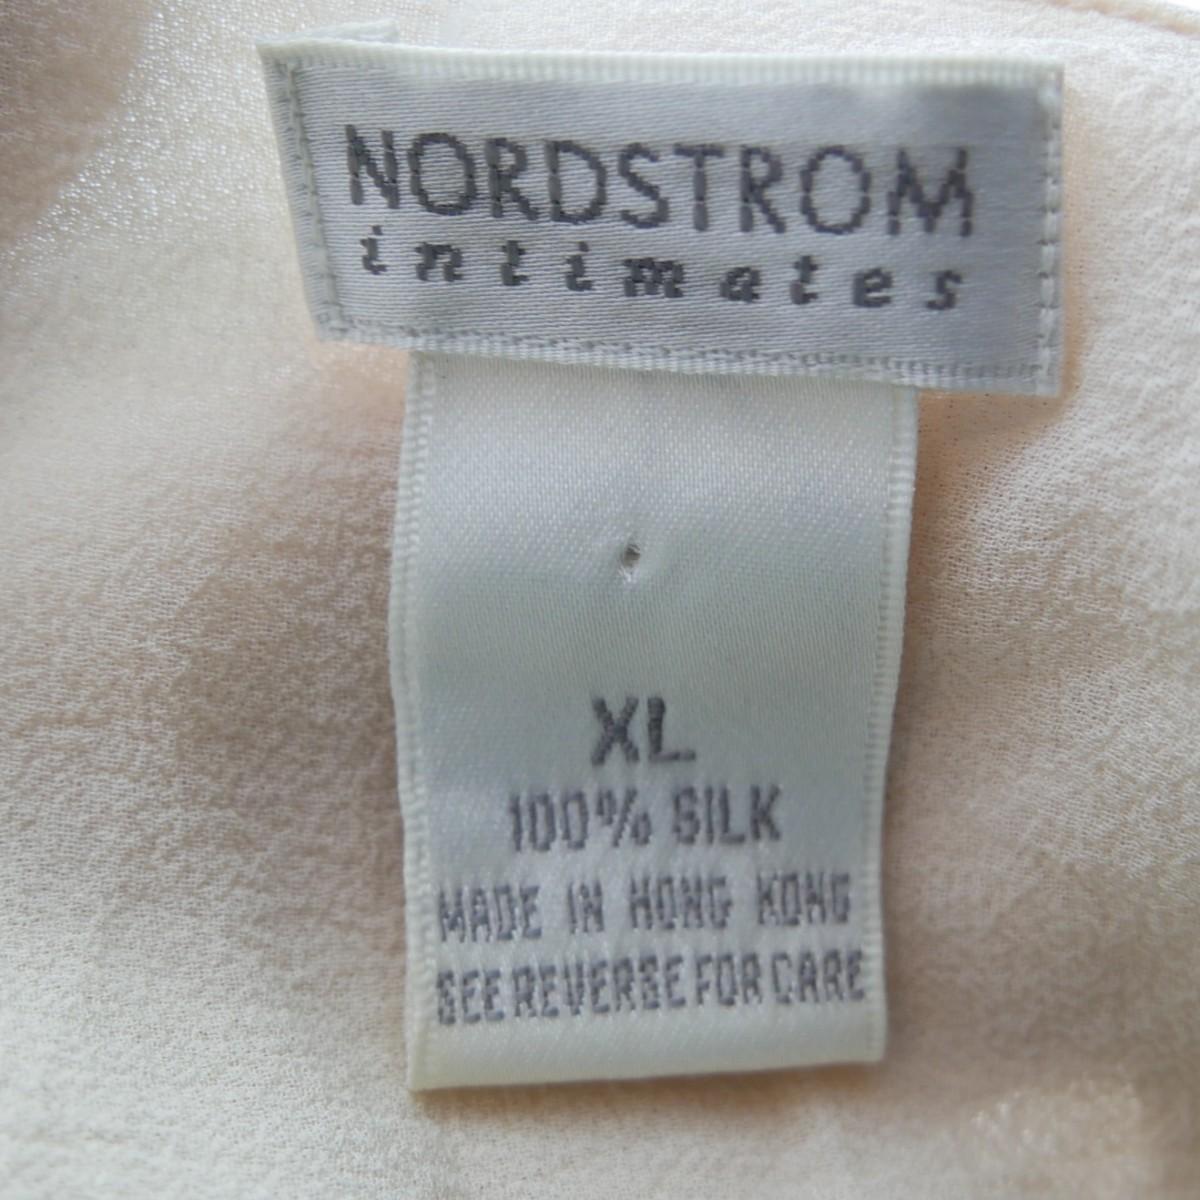 NORDSTROM
intimates
XL
100% SILK
MADE IN HONG KONG
SEE REVERSE FOR CARE